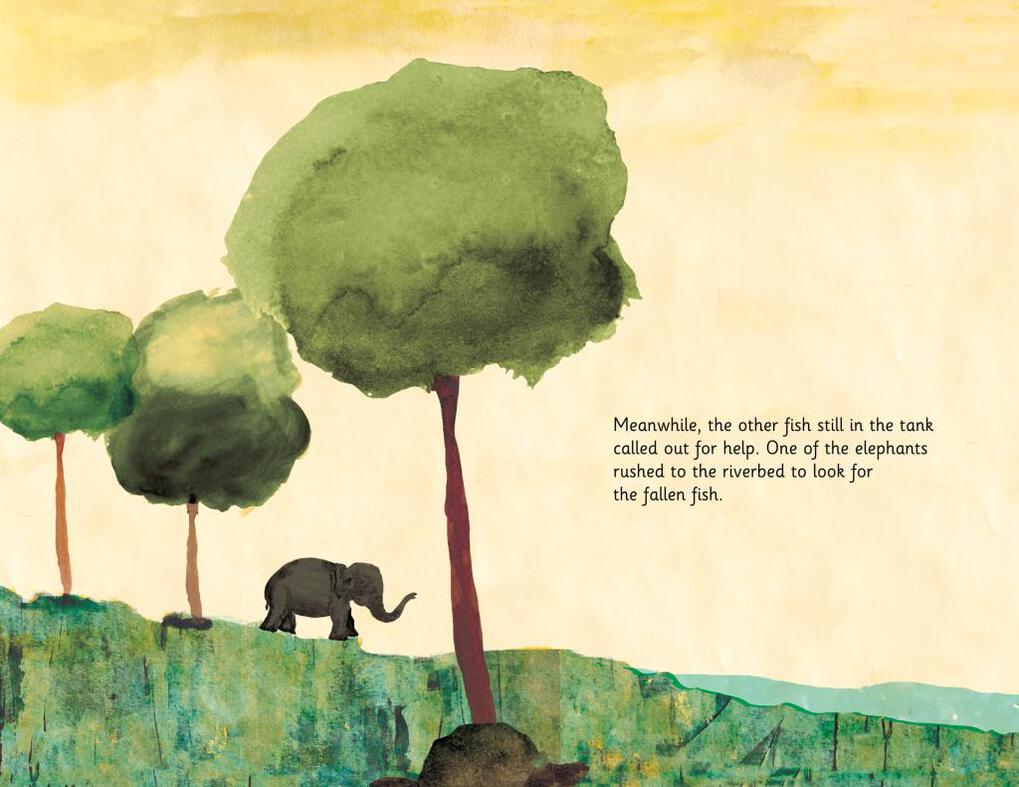 Meanwhile, the other fish still in the tank
called out for help. One of the elephants
rushed to the riverbed to look for
the fallen fish.